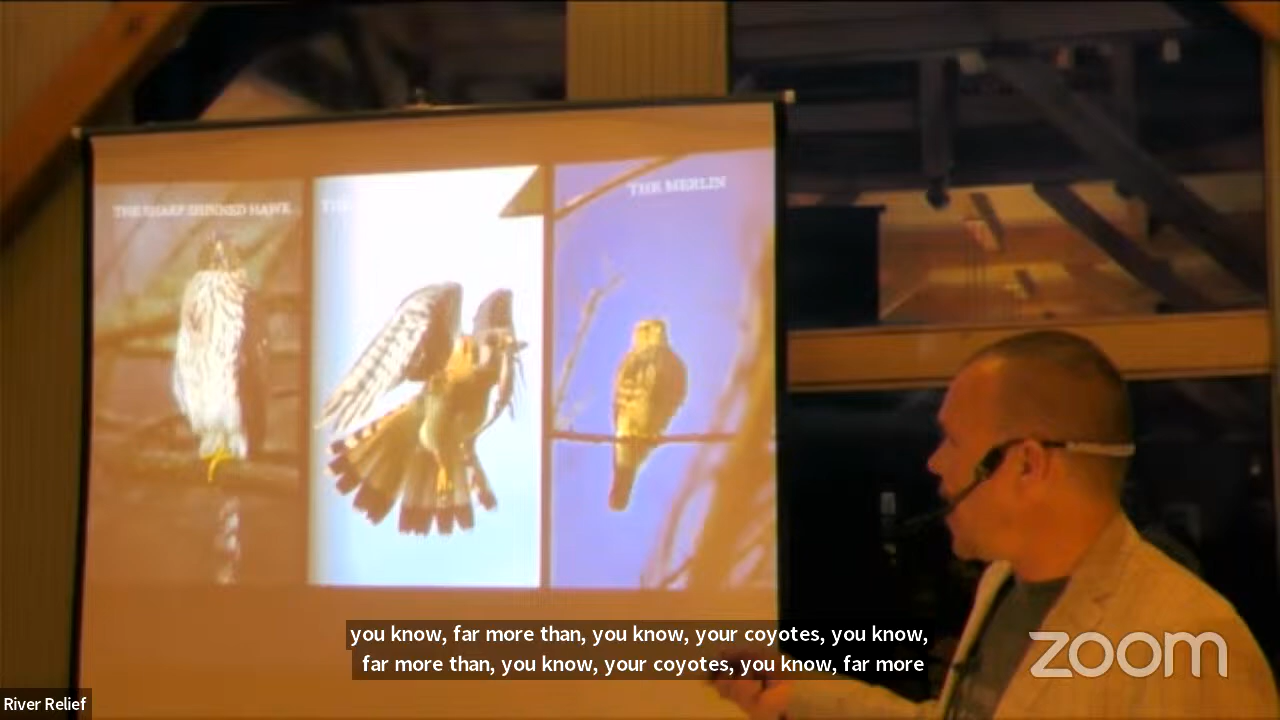 THE SHARP SHINNED HAWK
THE
THE MERLIN
you know, far more than, you know, your coyotes, you know,
far more than, you know, your coyotes, you know, far more
zoom
River Relief